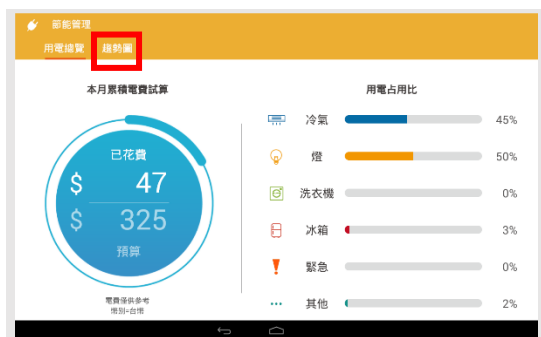 節能管理
用電總覽 趨勢圖
本月累積電費試算
已花費
$ 47
$ 325
預算
電費僅供參考
幣別=台幣
用電占用比
冷氣 45%
燈 50%
洗衣機 0%
冰箱 3%
緊急 0%
其他 2%